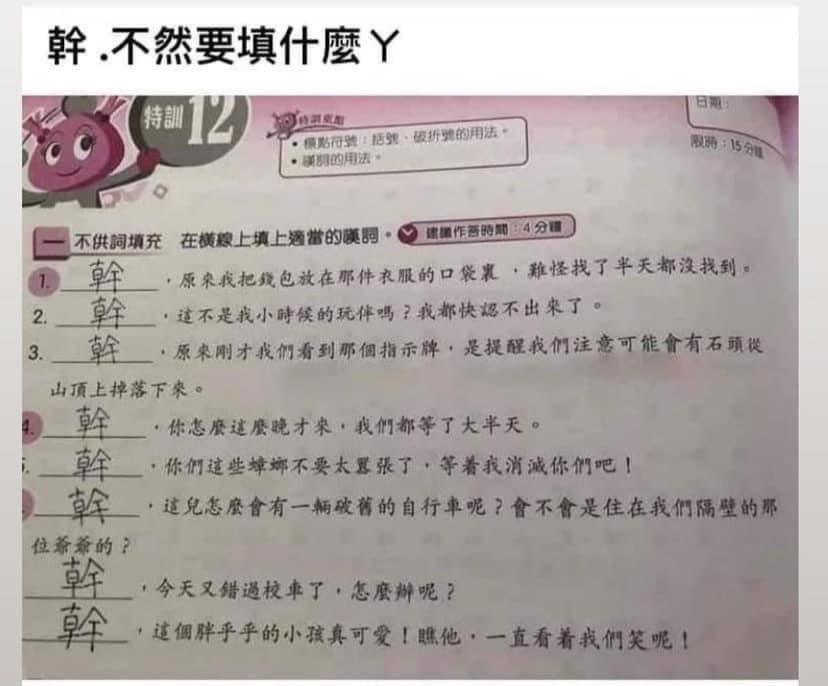 幹 .不然要填什麼ㄚ
特訓12
特訓重點
• 標點符號：括號、破折號的用法。
• 嘆詞的用法。
日期：
限時：15分鐘
一 不供詞填充 在橫線上填上適當的嘆詞。 建議作答時間：4分鐘
1. 幹，原來我把錢包放在那件衣服的口袋裏，難怪找了半天都沒找到。
2. 幹，這不是我小時候的玩伴嗎？我都快認不出來了。
3. 幹，原來剛才我們看到那個指示牌，是提醒我們注意可能會有石頭從
山頂上掉落下來。
4. 幹，你怎麼這麼晚才來，我們都等了大半天。
幹，你們這些蟑螂不要太囂張了，等着我消滅你們吧！
幹，這兒怎麼會有一輛破舊的自行車呢？會不會是住在我們隔壁的那
位爺爺的？
幹，今天又錯過校車了，怎麼辦呢？
幹，這個胖乎乎的小孩真可愛！瞧他，一直看着我們笑呢！